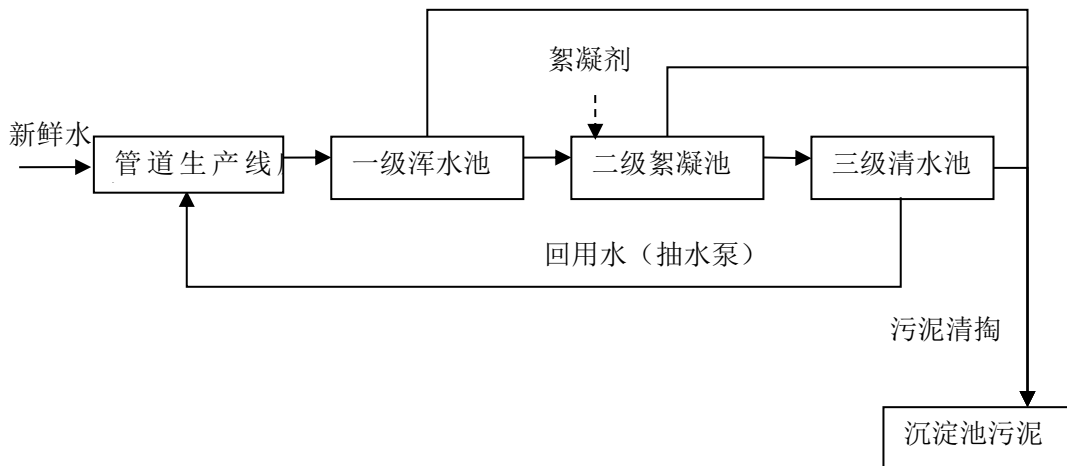 絮凝剂
新鲜水
管道生产线
一级浑水池
二级絮凝池
三级清水池
回用水（抽水泵）
污泥清掏
沉淀池污泥